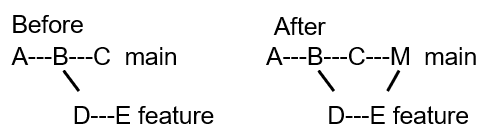 Before
A---B---C main
D---E feature
After
A---B---C---M main
D---E feature